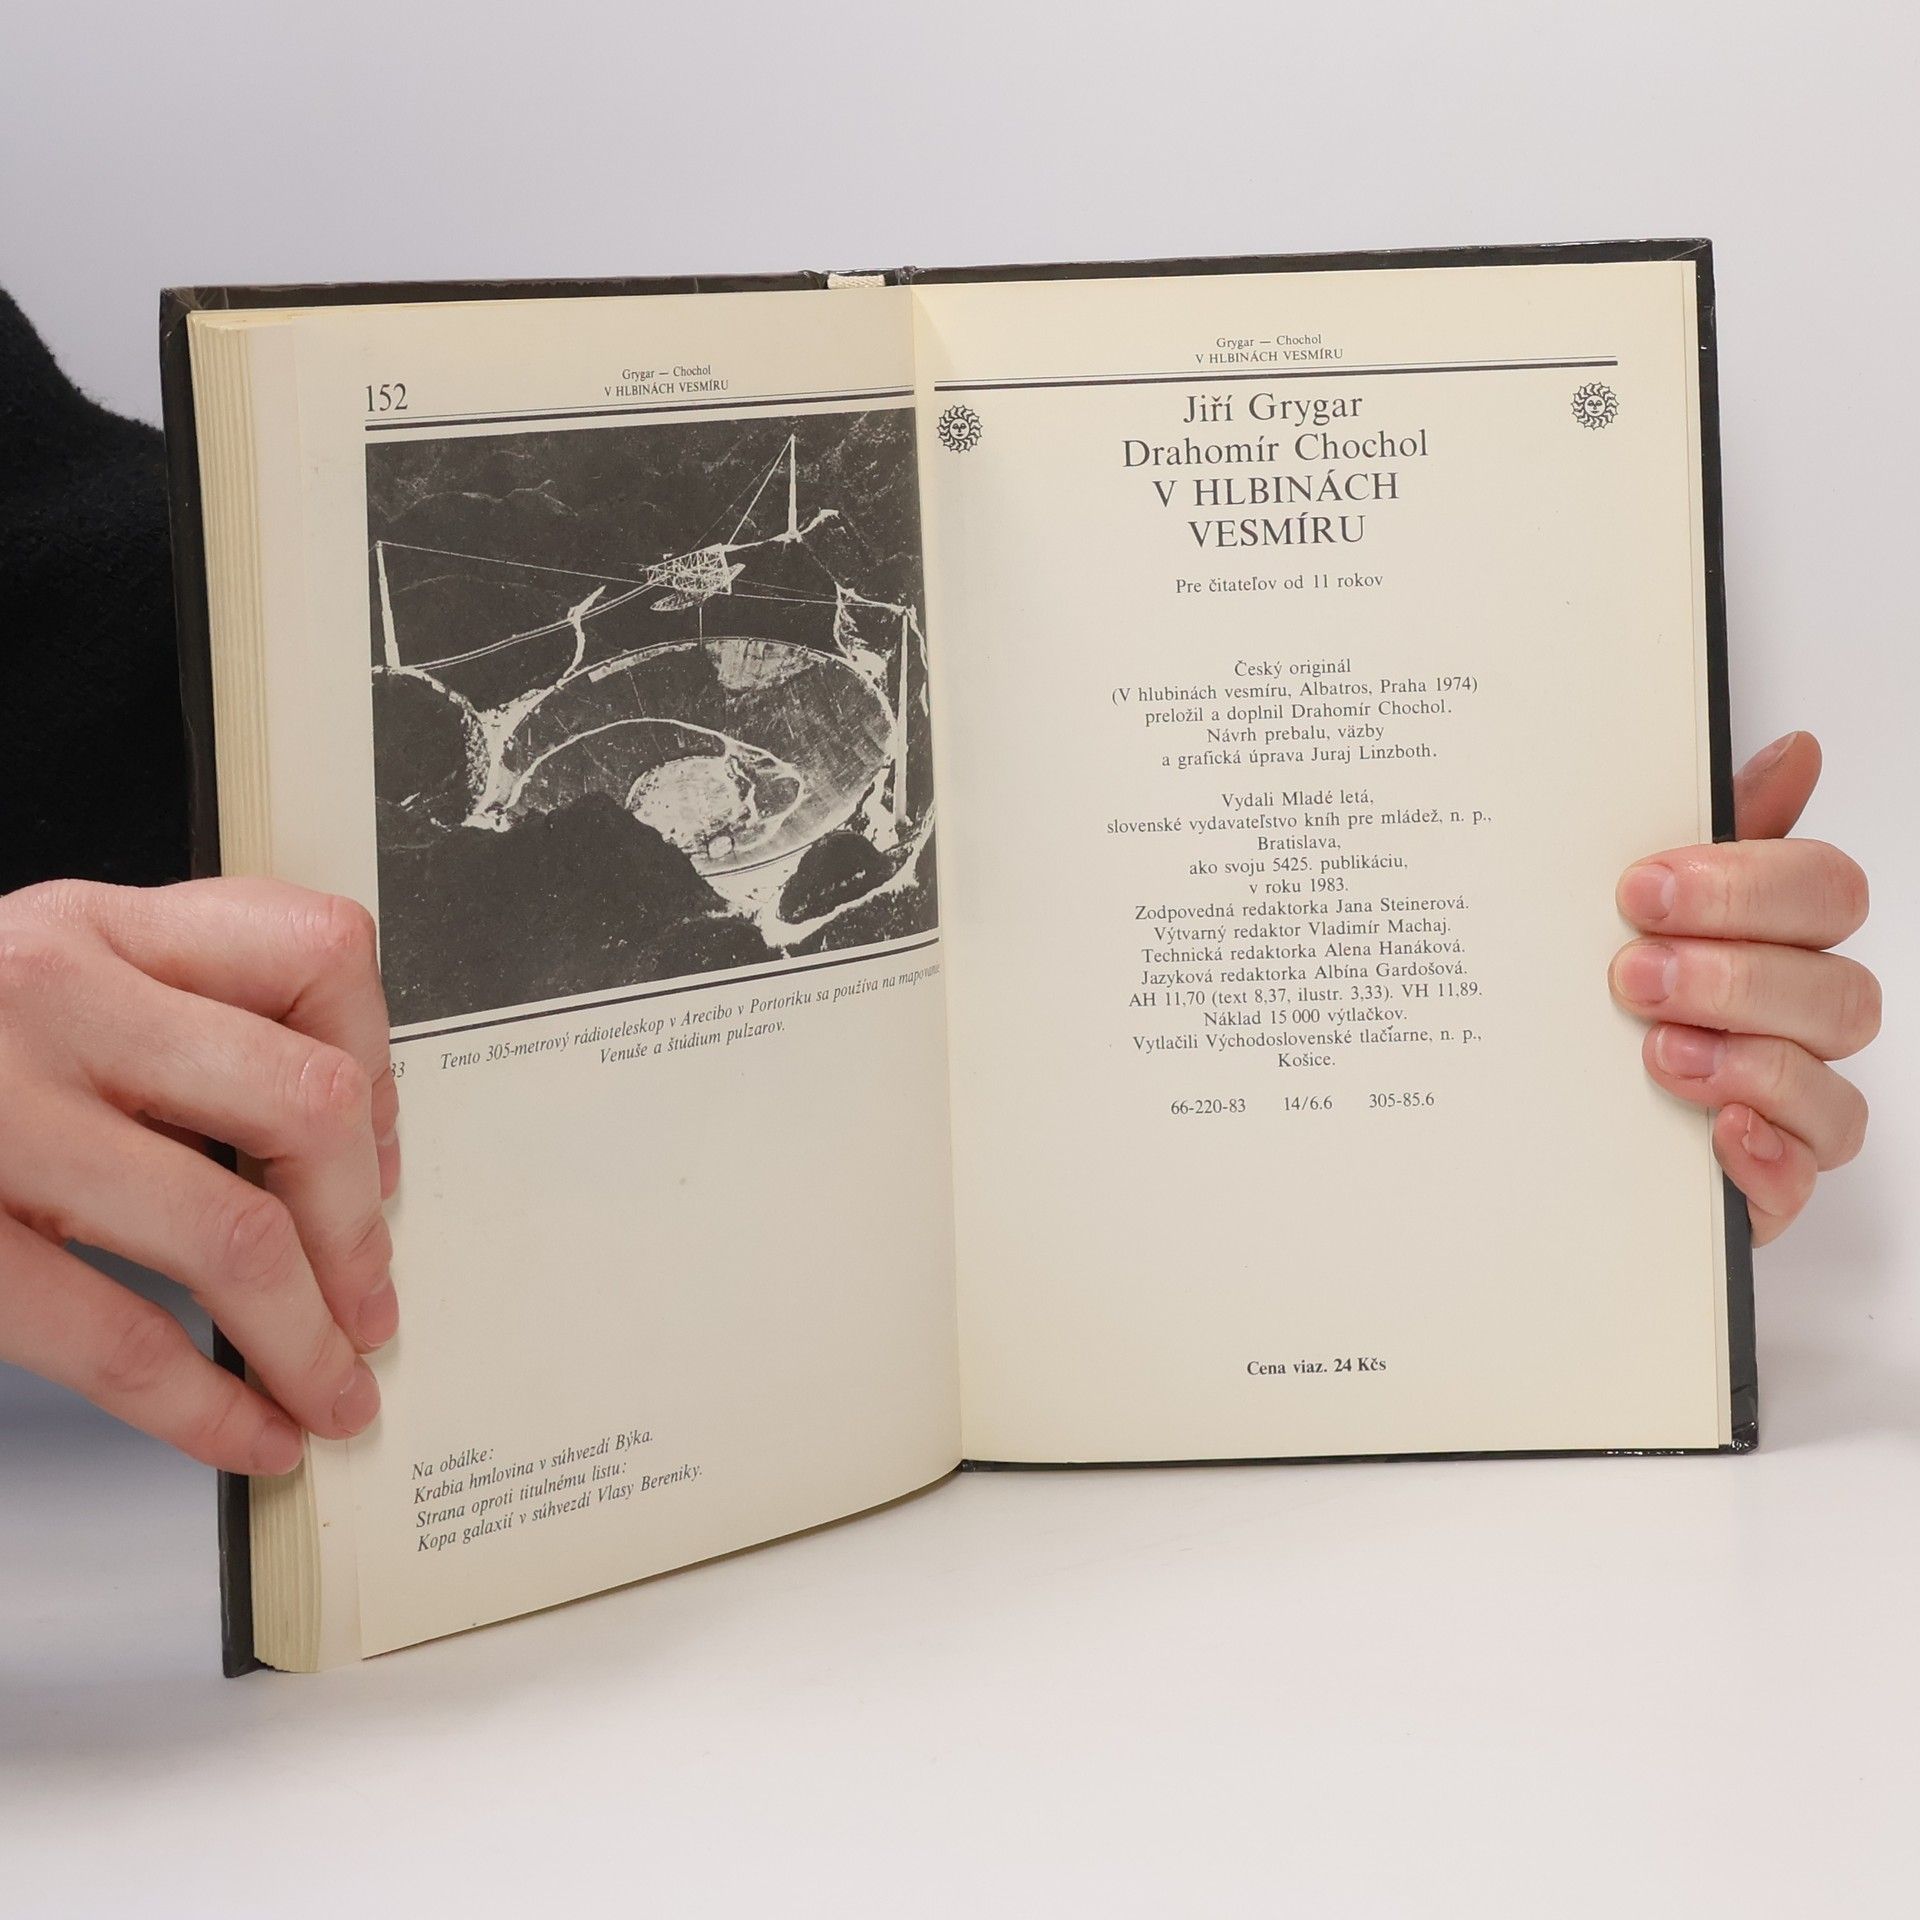 Grygar — Chochol
V HLBINÁCH VESMÍRU
152
33 Tento 305-metrový rádioteleskop v Arecibo v Portoriku sa používa na mapovanie
Venuše a štúdium pulzarov.
Na obálke:
Krabia hmlovina v súhvezdí Býka.
Strana oproti titulnému listu:
Kopa galaxií v súhvezdí Vlasy Bereniky.
Grygar — Chochol
V HLBINÁCH VESMÍRU
Jiří Grygar
Drahomír Chochol
V HLBINÁCH
VESMÍRU
Pre čitateľov od 11 rokov
Český originál
(V hlubinách vesmíru, Albatros, Praha 1974)
preložil a doplnil Drahomír Chochol.
Návrh prebalu, väzby
a grafická úprava Juraj Linzboth.
Vydali Mladé letá,
slovenské vydavateľstvo kníh pre mládež, n. p.,
Bratislava,
ako svoju 5425. publikáciu,
v roku 1983.
Zodpovedná redaktorka Jana Steinerová.
Výtvarný redaktor Vladimír Machaj.
Technická redaktorka Alena Hanáková.
Jazyková redaktorka Albína Gardošová.
AH 11,70 (text 8,37, ilustr. 3,33). VH 11,89.
Náklad 15 000 výtlačkov.
Vytlačili Východoslovenské tlačiarne, n. p.,
Košice.
66-220-83 14/6.6 305-85.6
Cena viaz. 24 Kčs